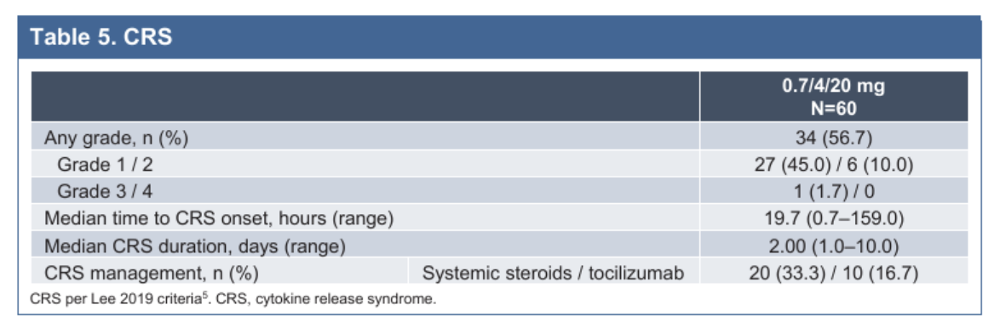 Table 5. CRS
0.7/4/20 mg
N=60
Any grade, n (%) 34 (56.7)
Grade 1 / 2 27 (45.0) / 6 (10.0)
Grade 3 / 4 1 (1.7) / 0
Median time to CRS onset, hours (range) 19.7 (0.7–159.0)
Median CRS duration, days (range) 2.00 (1.0–10.0)
CRS management, n (%) Systemic steroids / tocilizumab 20 (33.3) / 10 (16.7)
CRS per Lee 2019 criteria⁵. CRS, cytokine release syndrome.